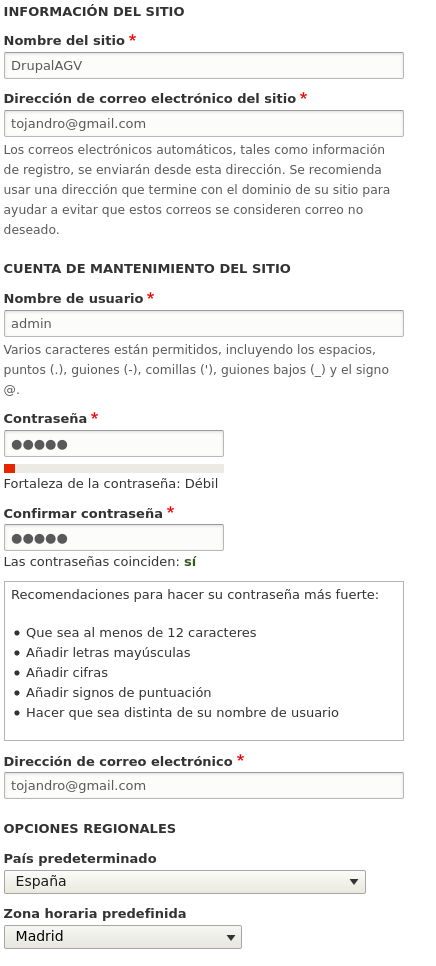 INFORMACIÓN DEL SITIO
Nombre del sitio *
DrupalAGV
Dirección de correo electrónico del sitio *
tojandro@gmail.com
Los correos electrónicos automáticos, tales como información
de registro, se enviarán desde esta dirección. Se recomienda
usar una dirección que termine con el dominio de su sitio para
ayudar a evitar que estos correos se consideren correo no
deseado.
CUENTA DE MANTENIMIENTO DEL SITIO
Nombre de usuario *
admin
Varios caracteres están permitidos, incluyendo los espacios,
puntos (.), guiones (-), comillas ('), guiones bajos (_) y el signo
@.
Contraseña *
●●●●●
Fortaleza de la contraseña: Débil
Confirmar contraseña *
●●●●●
Las contraseñas coinciden: sí
Recomendaciones para hacer su contraseña más fuerte:
• Que sea al menos de 12 caracteres
• Añadir letras mayúsculas
• Añadir cifras
• Añadir signos de puntuación
• Hacer que sea distinta de su nombre de usuario
Dirección de correo electrónico *
tojandro@gmail.com
OPCIONES REGIONALES
País predeterminado
España
Zona horaria predefinida
Madrid